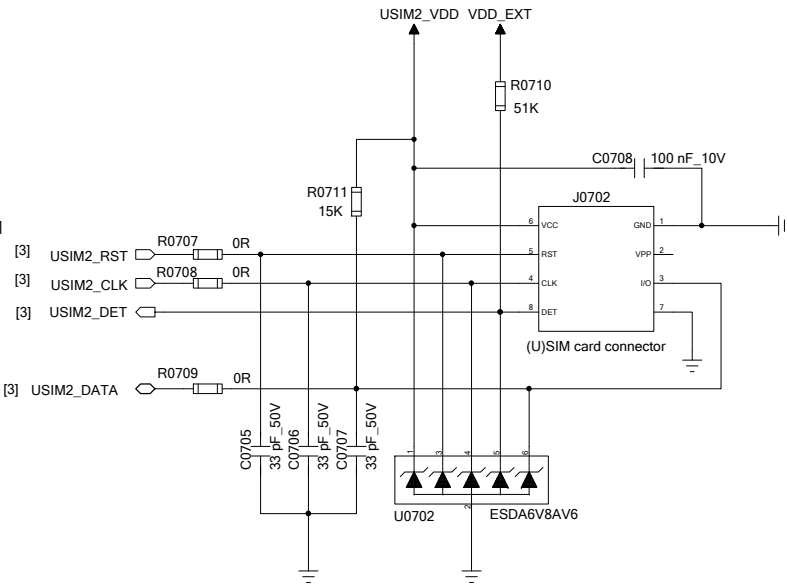 USIM2_VDD VDD_EXT
R0710
51K
C0708 100 nF_10V
R0711
15K
J0702
6 VCC GND 1
5 RST VPP 2
4 CLK I/O 3
8 DET 7
(U)SIM card connector
]
[3] USIM2_RST R0707 0R
[3] USIM2_CLK R0708 0R
[3] USIM2_DET
[3] USIM2_DATA R0709 0R
C0705 33 pF_50V
C0706 33 pF_50V
C0707 33 pF_50V
1 3 4 5 6
2
U0702 ESDA6V8AV6